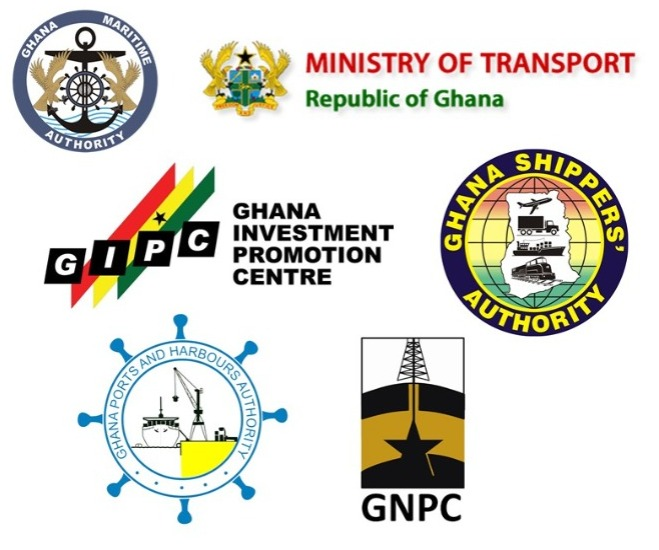 GHANA MARITIME
AUTHORITY
MINISTRY OF TRANSPORT
Republic of Ghana
GIPC
GHANA
INVESTMENT
PROMOTION
CENTRE
GHANA SHIPPERS'
AUTHORITY
GHANA PORTS AND HARBOURS AUTHORITY
GNPC